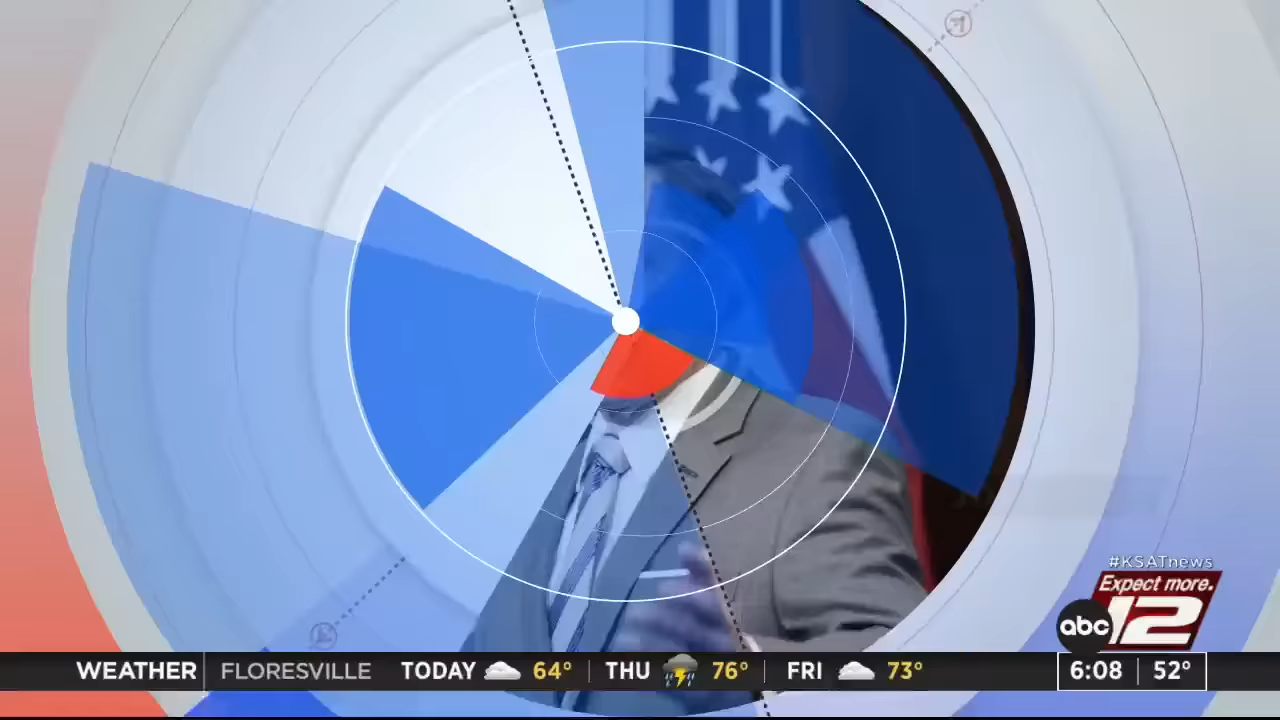 #KSATnews
Expect more.
abc 12
WEATHER FLORESVILLE TODAY 64° THU 76° FRI 73° 6:08 52°